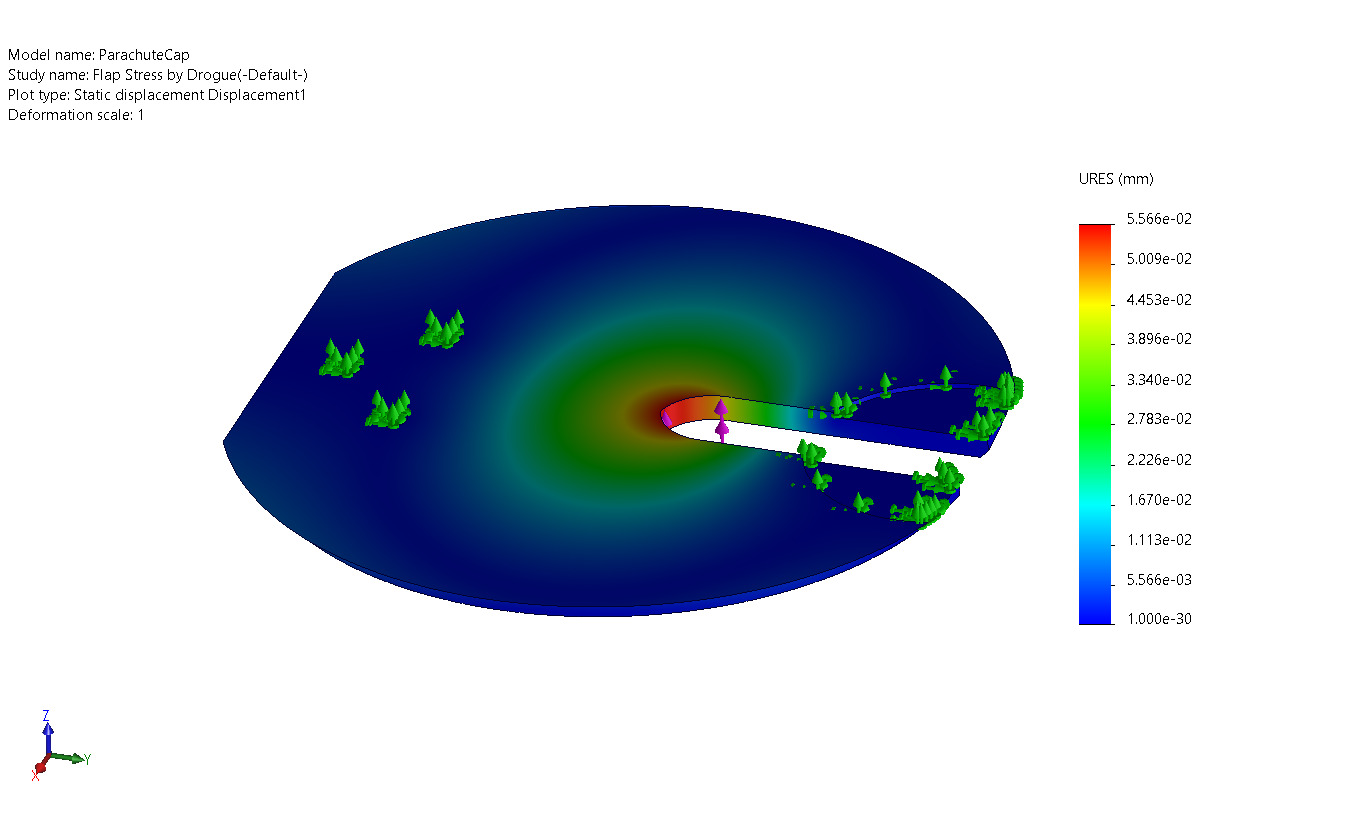 Model name: ParachuteCap
Study name: Flap Stress by Drogue(-Default-)
Plot type: Static displacement Displacement1
Deformation scale: 1
URES (mm)
5.566e-02
5.009e-02
4.453e-02
3.896e-02
3.340e-02
2.783e-02
2.226e-02
1.670e-02
1.113e-02
5.566e-03
1.000e-30
Z
Y
X